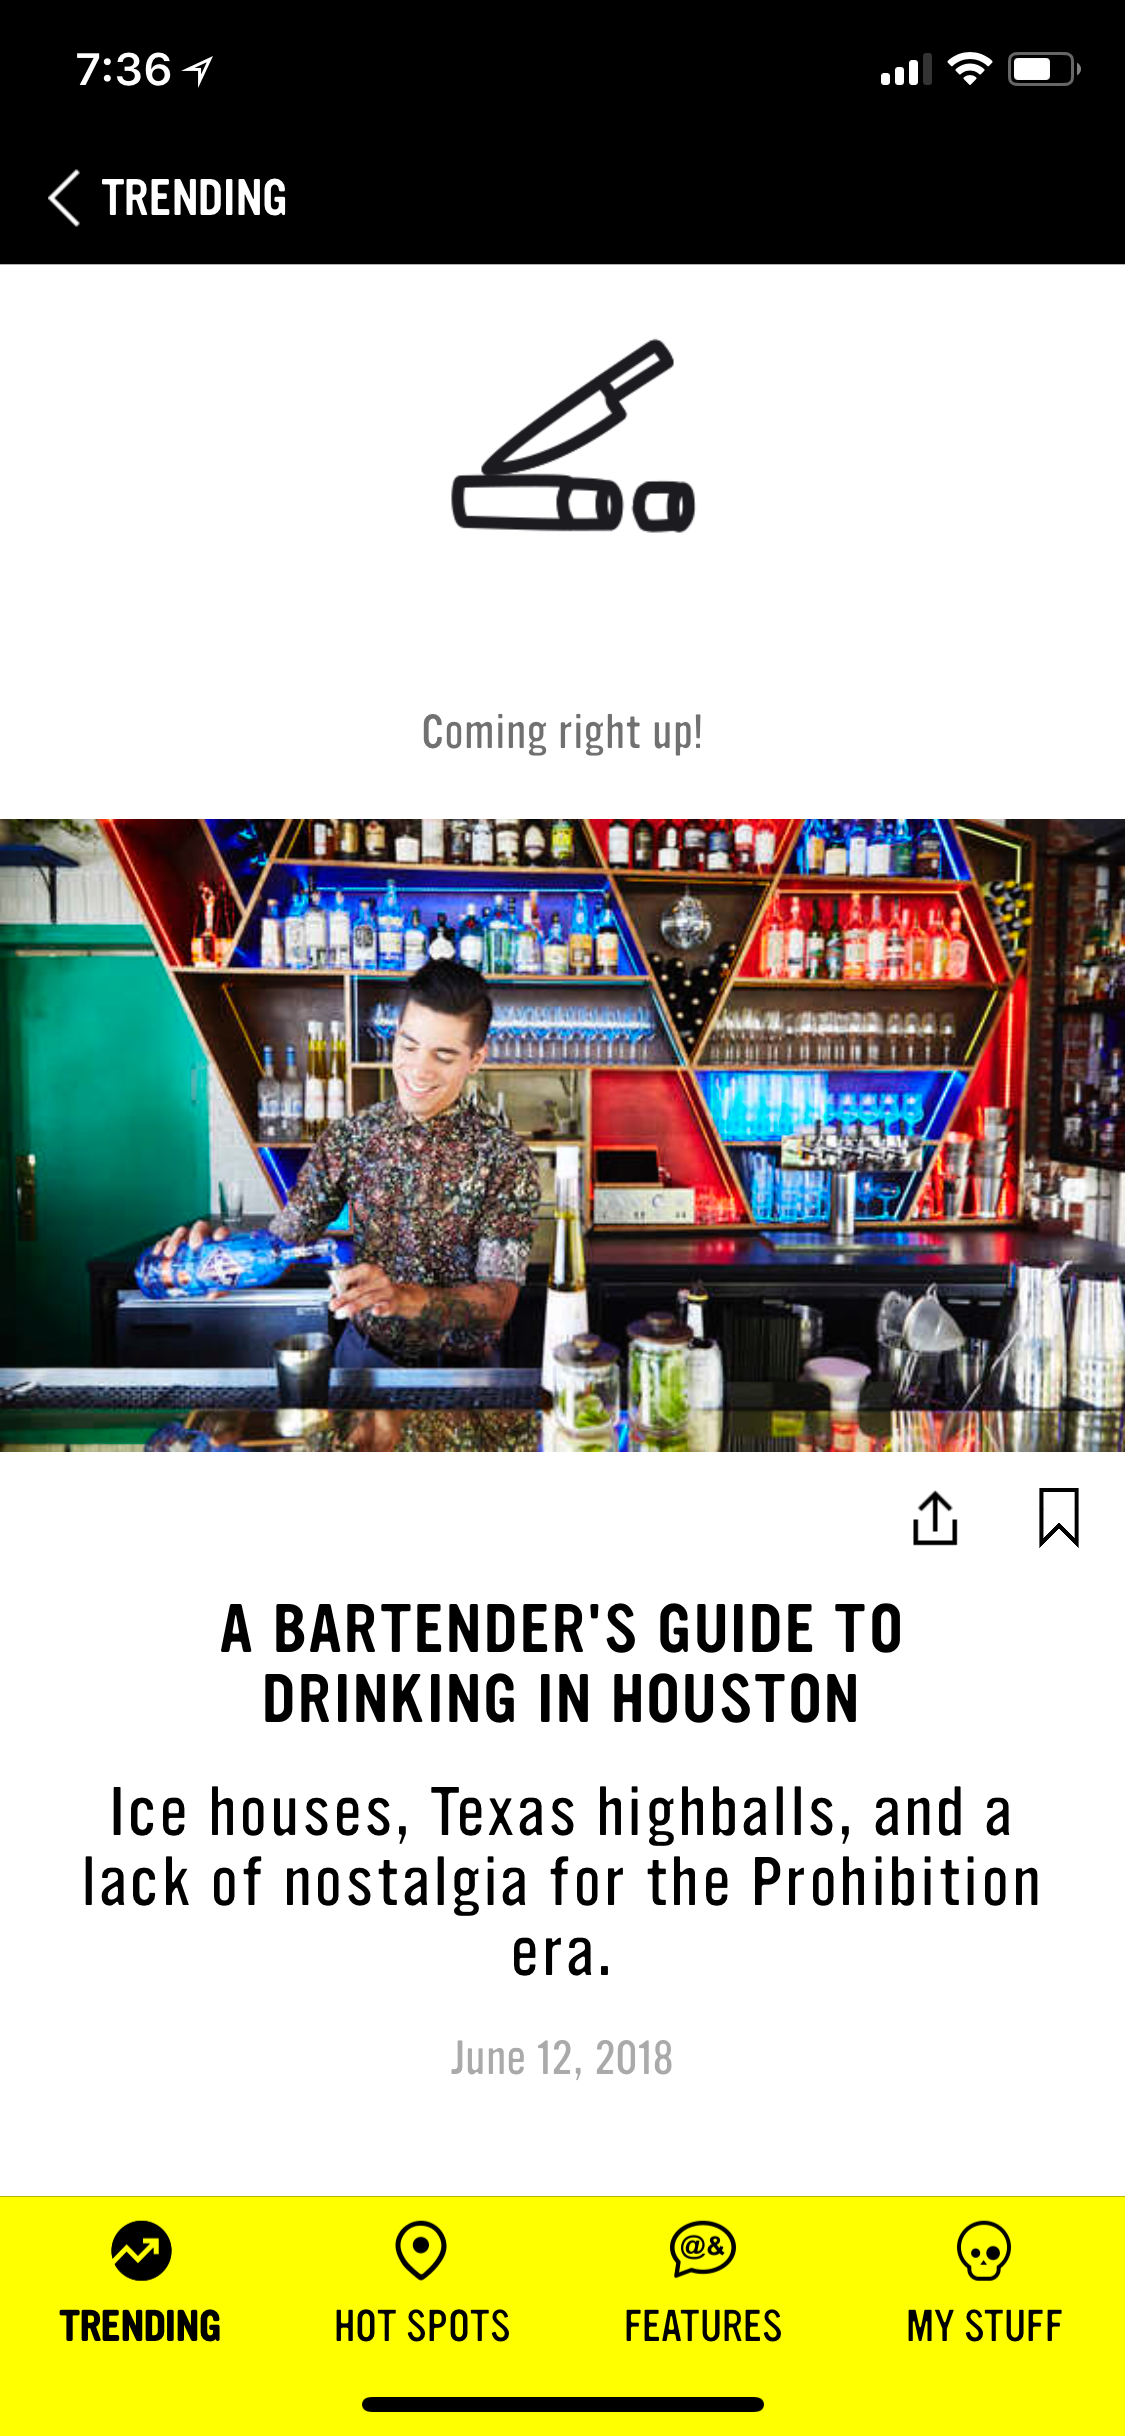 7:36
TRENDING
Coming right up!
A BARTENDER'S GUIDE TO
DRINKING IN HOUSTON
Ice houses, Texas highballs, and a
lack of nostalgia for the Prohibition
era.
June 12, 2018
@&
TRENDING
HOT SPOTS
FEATURES
MY STUFF